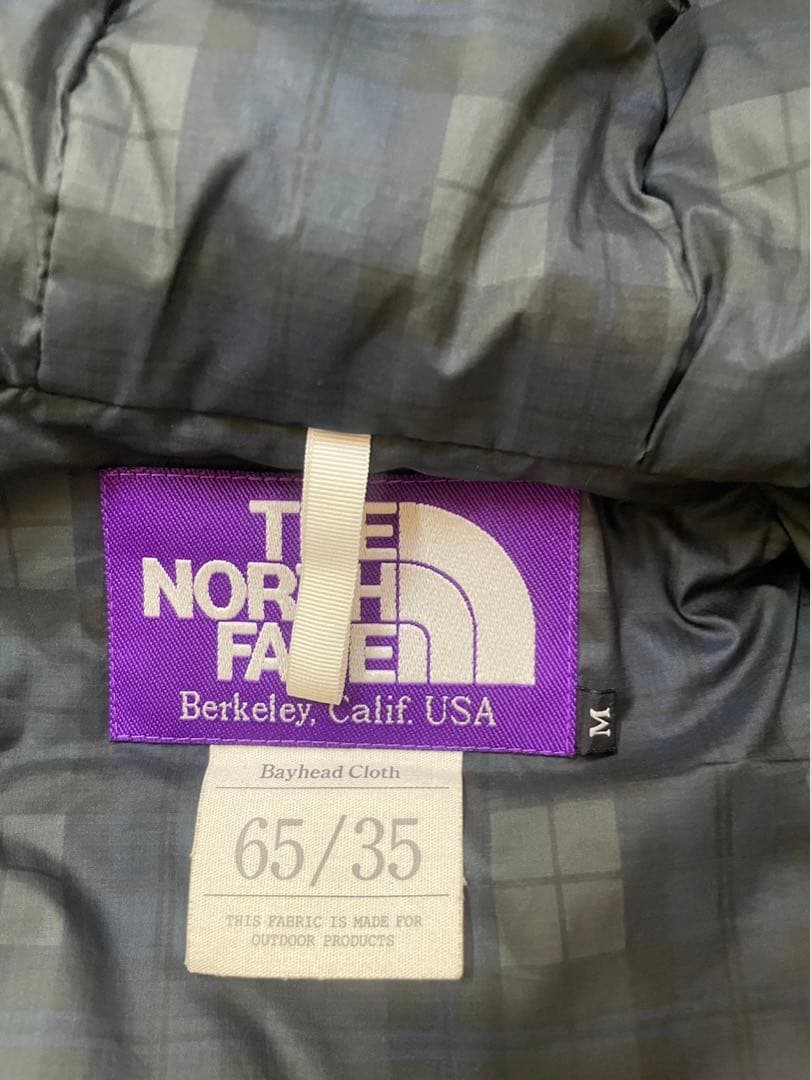 THE
NORTH
FACE
Berkeley, Calif. USA
M
Bayhead Cloth
65/35
THIS FABRIC IS MADE FOR
OUTDOOR PRODUCTS